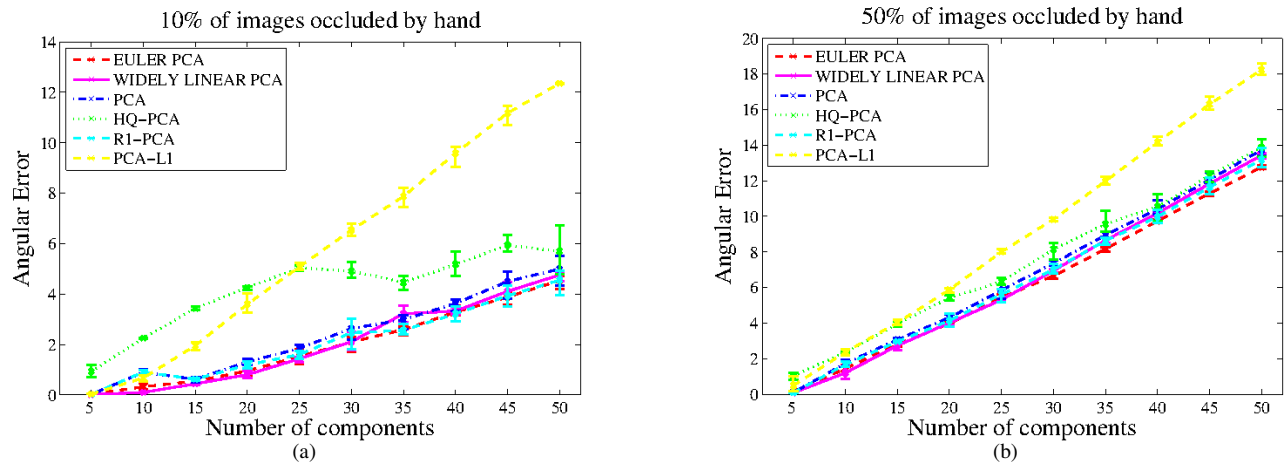 10% of images occluded by hand
14
12
10
8
6
4
2
0
Angular Error
EULER PCA
WIDELY LINEAR PCA
PCA
HQ-PCA
R1-PCA
PCA-L1
5 10 15 20 25 30 35 40 45 50
Number of components
(a)
50% of images occluded by hand
20
18
16
14
12
10
8
6
4
2
0
Angular Error
EULER PCA
WIDELY LINEAR PCA
PCA
HQ-PCA
R1-PCA
PCA-L1
5 10 15 20 25 30 35 40 45 50
Number of components
(b)